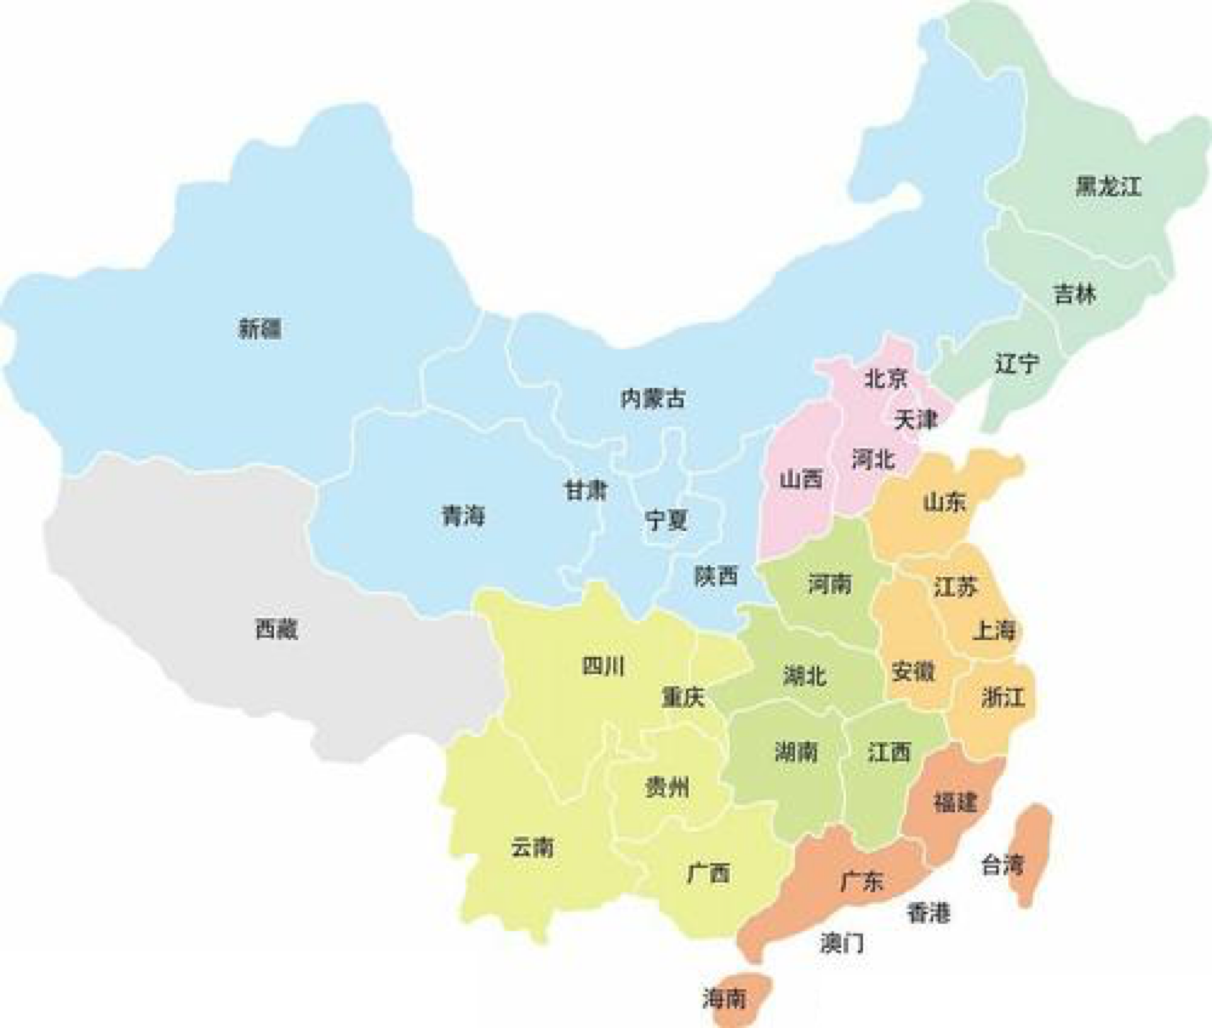 黑龙江
吉林
新疆
辽宁
北京
内蒙古
天津
河北
山西
甘肃
山东
青海
宁夏
陕西
河南
江苏
西藏
上海
四川
安徽
湖北
重庆
浙江
湖南
江西
贵州
福建
云南
台湾
广西
广东
香港
澳门
海南